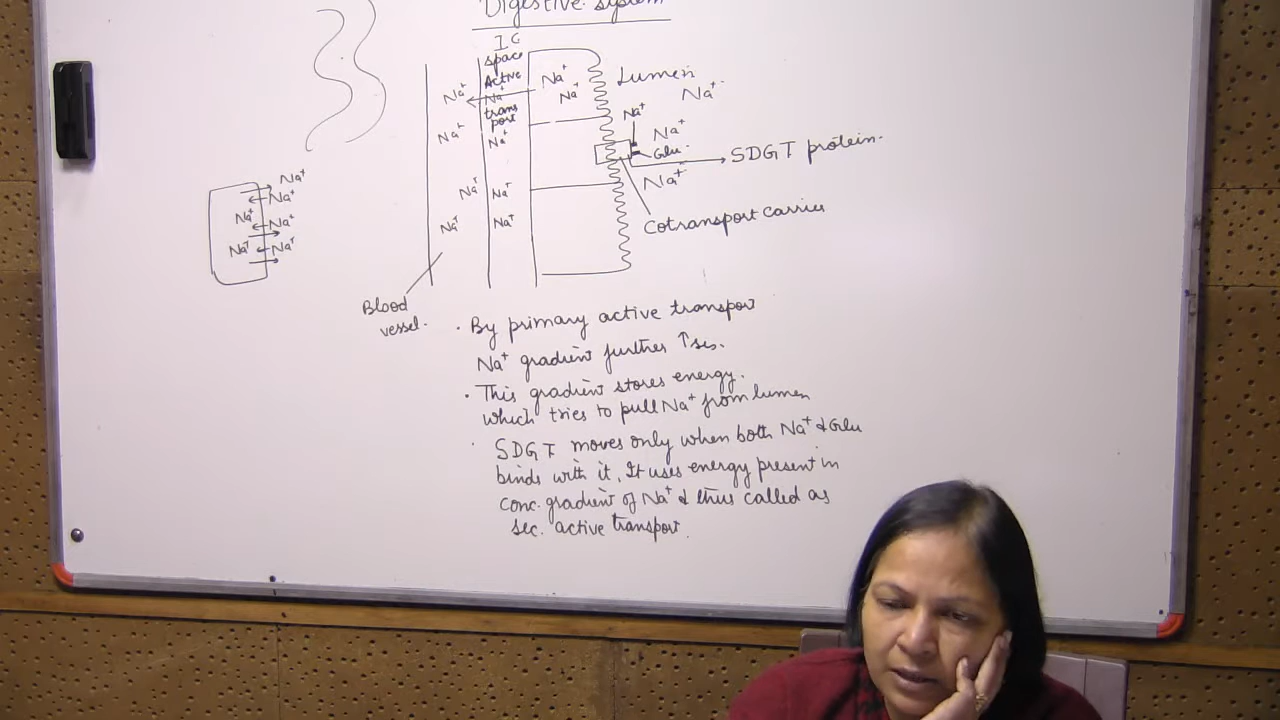 Digestive system
IC
space
Active
Na⁺
trans
port
Na⁺
Na⁺
Na⁺
Na⁺
Na⁺
Na⁺
Na⁺
Na⁺
Na⁺
Lumen
Na⁺
Na⁺
Na⁺
Glu.
Na⁺
SDGT protein.
Cotransport carrier
Blood
vessel.
Na⁺
Na⁺
Na⁺
Na⁺
Na⁺
Na⁺
• By primary active transport
Na⁺ gradient further ↑ses.
• This gradient stores energy.
which tries to pull Na⁺ from lumen
• SDGT moves only when both Na⁺ & Glu
binds with it. It uses energy present in
conc. gradient of Na⁺ & thus called as
sec. active transport.